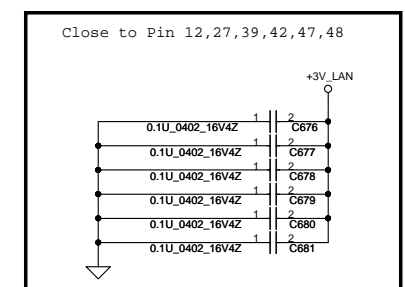 Close to Pin 12,27,39,42,47,48
+3V_LAN
1 2
0.1U_0402_16V4Z C676
1 2
0.1U_0402_16V4Z C677
1 2
0.1U_0402_16V4Z C678
1 2
0.1U_0402_16V4Z C679
1 2
0.1U_0402_16V4Z C680
1 2
0.1U_0402_16V4Z C681